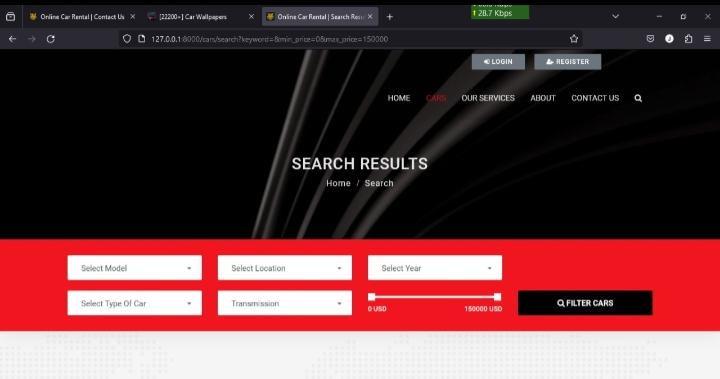 28.7 Kbps
Online Car Rental | Contact Us
[22200+] Car Wallpapers
Online Car Rental | Search Resu
127.0.0.1:8000/cars/search?keyword=&min_price=0&max_price=150000
LOGIN
REGISTER
HOME CARS OUR SERVICES ABOUT CONTACT US
SEARCH RESULTS
Home / Search
Select Model
Select Location
Select Year
Select Type Of Car
Transmission
0 USD 150000 USD
FILTER CARS